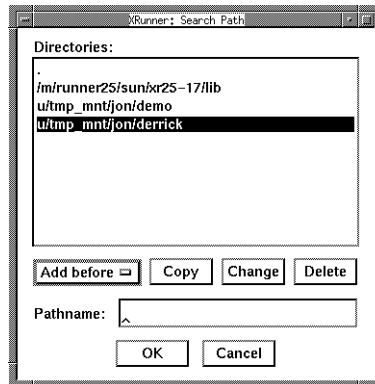 XRunner: Search Path
Directories:
.
/m/runner25/sun/xr25-17/lib
u/tmp_mnt/jon/demo
u/tmp_mnt/jon/derrick
Add before Copy Change Delete
Pathname:
OK Cancel